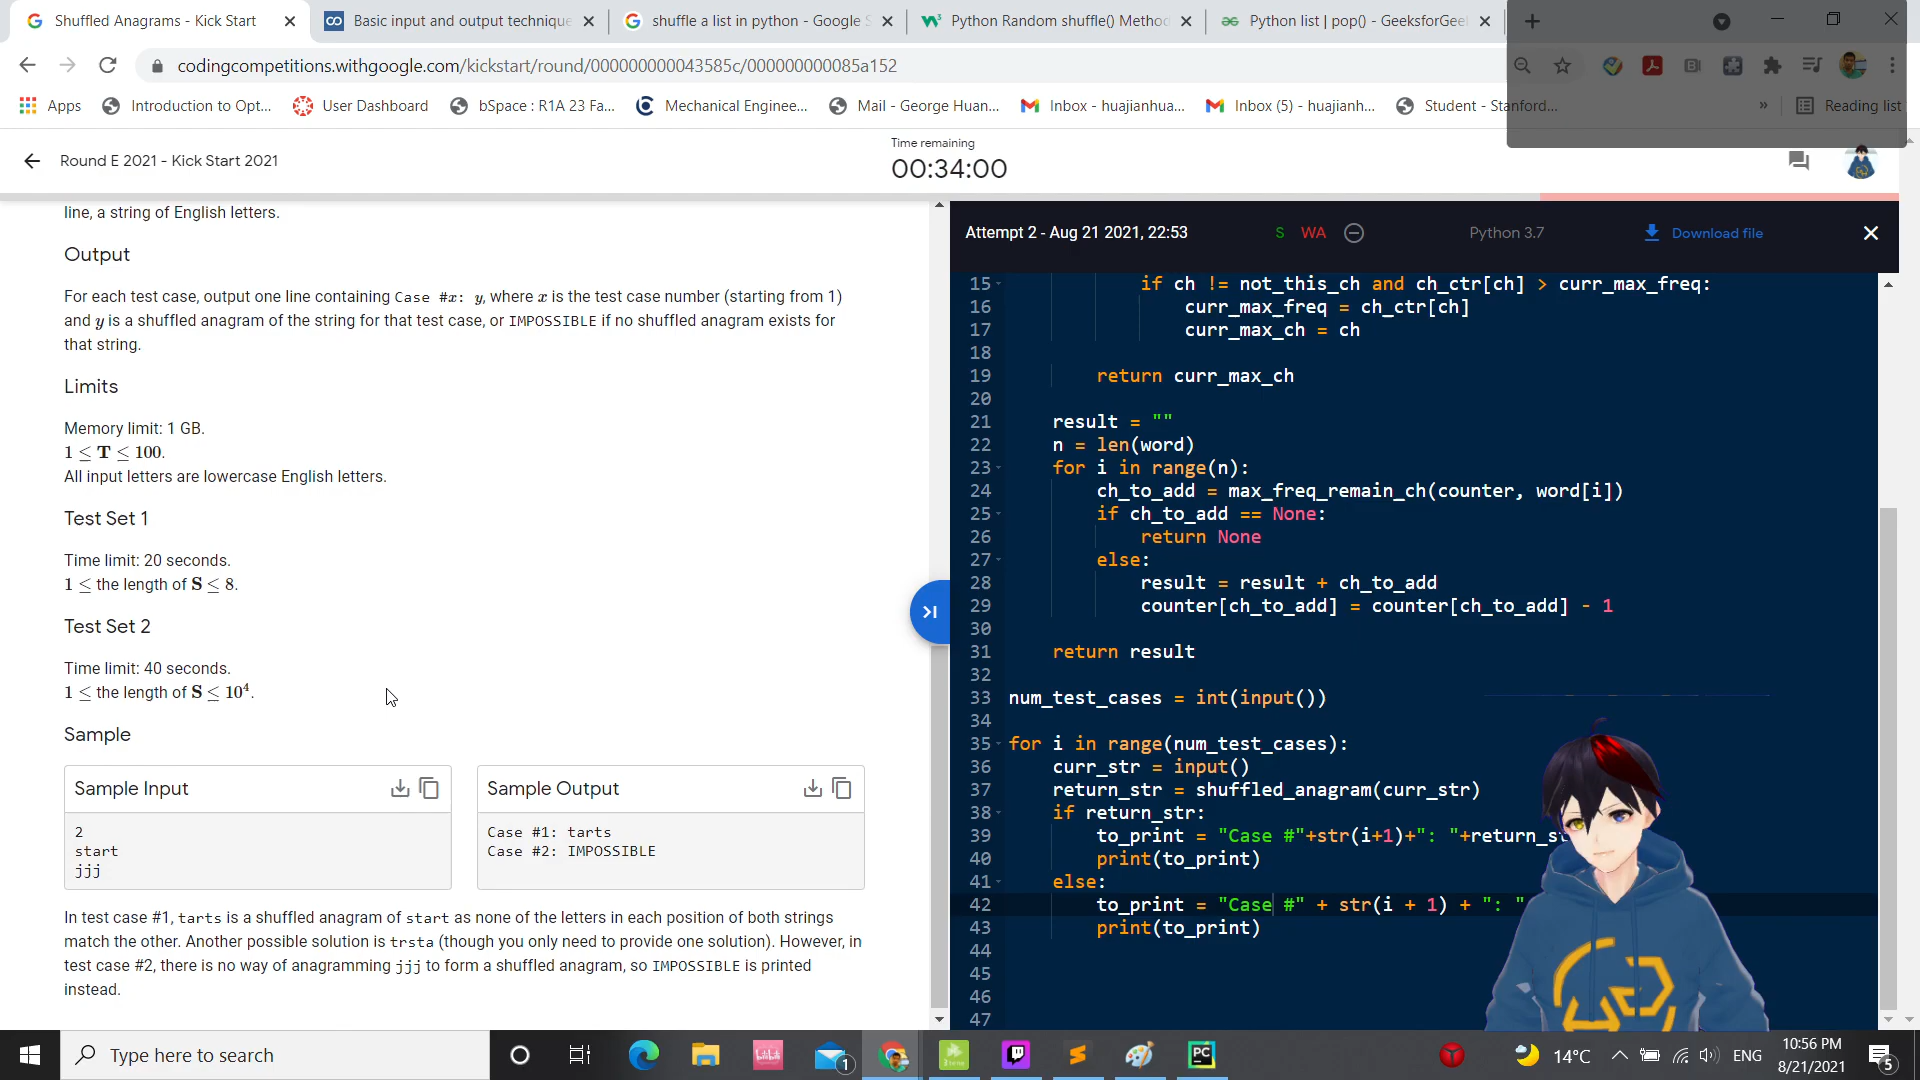 Shuffled Anagrams - Kick Start
Basic input and output technique
shuffle a list in python - Google S
Python Random shuffle() Metho
Python list | pop() - GeeksforGee
codingcompetitions.withgoogle.com/kickstart/round/000000000043585c/000000000085a152
Apps
Introduction to Opt...
User Dashboard
bSpace : R1A 23 Fa...
Mechanical Enginee...
Mail - George Huan...
Inbox - huajianhua...
Inbox (5) - huajianh...
Student - Stanford...
»
Reading list
Round E 2021 - Kick Start 2021
Time remaining
00:34:00
line, a string of English letters.
Output
For each test case, output one line containing Case #x: y, where x is the test case number (starting from 1)
and y is a shuffled anagram of the string for that test case, or IMPOSSIBLE if no shuffled anagram exists for
that string.
Limits
Memory limit: 1 GB.
1 ≤ T ≤ 100.
All input letters are lowercase English letters.
Test Set 1
Time limit: 20 seconds.
1 ≤ the length of S ≤ 8.
Test Set 2
Time limit: 40 seconds.
1 ≤ the length of S ≤ 10⁴.
Sample
Sample Input
2
start
jjj
Sample Output
Case #1: tarts
Case #2: IMPOSSIBLE
In test case #1, tarts is a shuffled anagram of start as none of the letters in each position of both strings
match the other. Another possible solution is trsta (though you only need to provide one solution). However, in
test case #2, there is no way of anagramming jjj to form a shuffled anagram, so IMPOSSIBLE is printed
instead.
Attempt 2 - Aug 21 2021, 22:53
S WA
Python 3.7
Download file
15 if ch != not_this_ch and ch_ctr[ch] > curr_max_freq:
16 curr_max_freq = ch_ctr[ch]
17 curr_max_ch = ch
18
19 return curr_max_ch
20
21 result = ""
22 n = len(word)
23 for i in range(n):
24 ch_to_add = max_freq_remain_ch(counter, word[i])
25 if ch_to_add == None:
26 return None
27 else:
28 result = result + ch_to_add
29 counter[ch_to_add] = counter[ch_to_add] - 1
30
31 return result
32
33 num_test_cases = int(input())
34
35 for i in range(num_test_cases):
36 curr_str = input()
37 return_str = shuffled_anagram(curr_str)
38 if return_str:
39 to_print = "Case #"+str(i+1)+": "+return_st
40 print(to_print)
41 else:
42 to_print = "Case #" + str(i + 1) + ": "
43 print(to_print)
44
45
46
47
Type here to search
1
PC
14°C
ENG
10:56 PM
8/21/2021
5